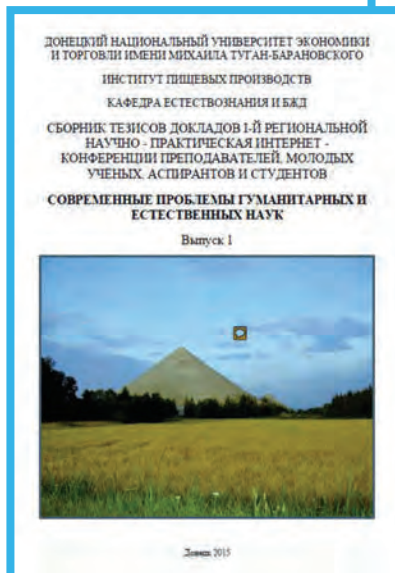 ДОНЕЦКИЙ НАЦИОНАЛЬНЫЙ УНИВЕРСИТЕТ ЭКОНОМИКИ
И ТОРГОВЛИ ИМЕНИ МИХАИЛА ТУГАН-БАРАНОВСКОГО
ИНСТИТУТ ПИЩЕВЫХ ПРОИЗВОДСТВ
КАФЕДРА ЕСТЕСТВОЗНАНИЯ И БЖД
СБОРНИК ТЕЗИСОВ ДОКЛАДОВ I-Й РЕГИОНАЛЬНОЙ
НАУЧНО - ПРАКТИЧЕСКАЯ ИНТЕРНЕТ -
КОНФЕРЕНЦИИ ПРЕПОДАВАТЕЛЕЙ, МОЛОДЫХ
УЧЁНЫХ, АСПИРАНТОВ И СТУДЕНТОВ
СОВРЕМЕННЫЕ ПРОБЛЕМЫ ГУМАНИТАРНЫХ И
ЕСТЕСТВЕННЫХ НАУК
Выпуск 1
Донецк 2015